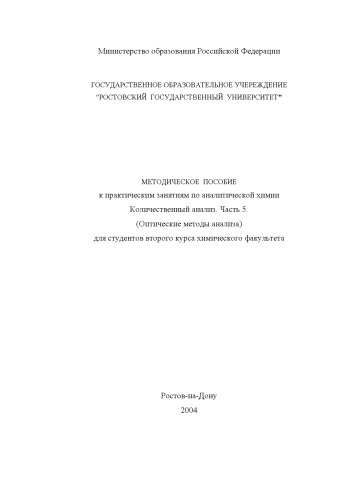 Министерство образования Российской Федерации
ГОСУДАРСТВЕННОЕ ОБРАЗОВАТЕЛЬНОЕ УЧЕРЕЖДЕНИЕ
"РОСТОВСКИЙ ГОСУДАРСТВЕННЫЙ УНИВЕРСИТЕТ"
МЕТОДИЧЕСКОЕ ПОСОБИЕ
к практическим занятиям по аналитической химии
Количественный анализ. Часть 5.
(Оптические методы анализа)
для студентов второго курса химического факультета
Ростов-на-Дону
2004